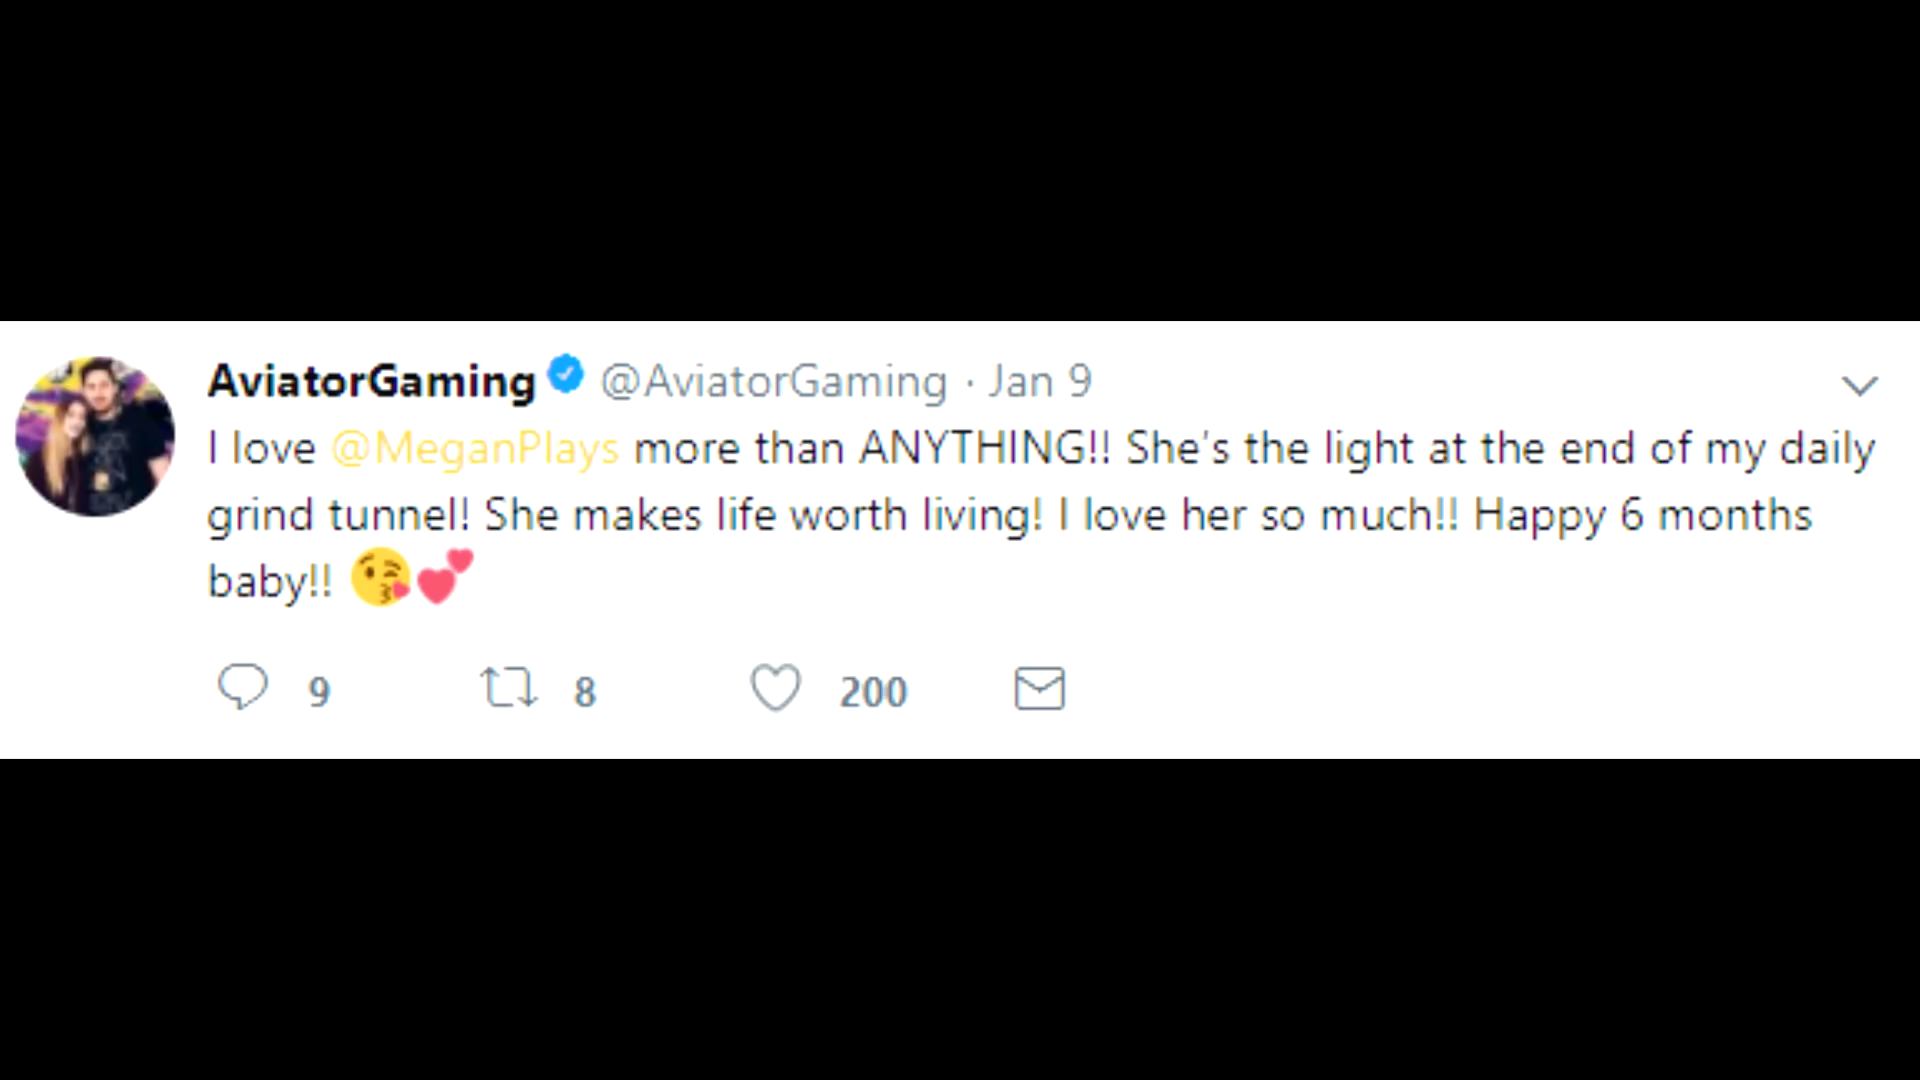 AviatorGaming @AviatorGaming · Jan 9
I love @MeganPlays more than ANYTHING!! She's the light at the end of my daily
grind tunnel! She makes life worth living! I love her so much!! Happy 6 months
baby!! 😘💕
9 8 200